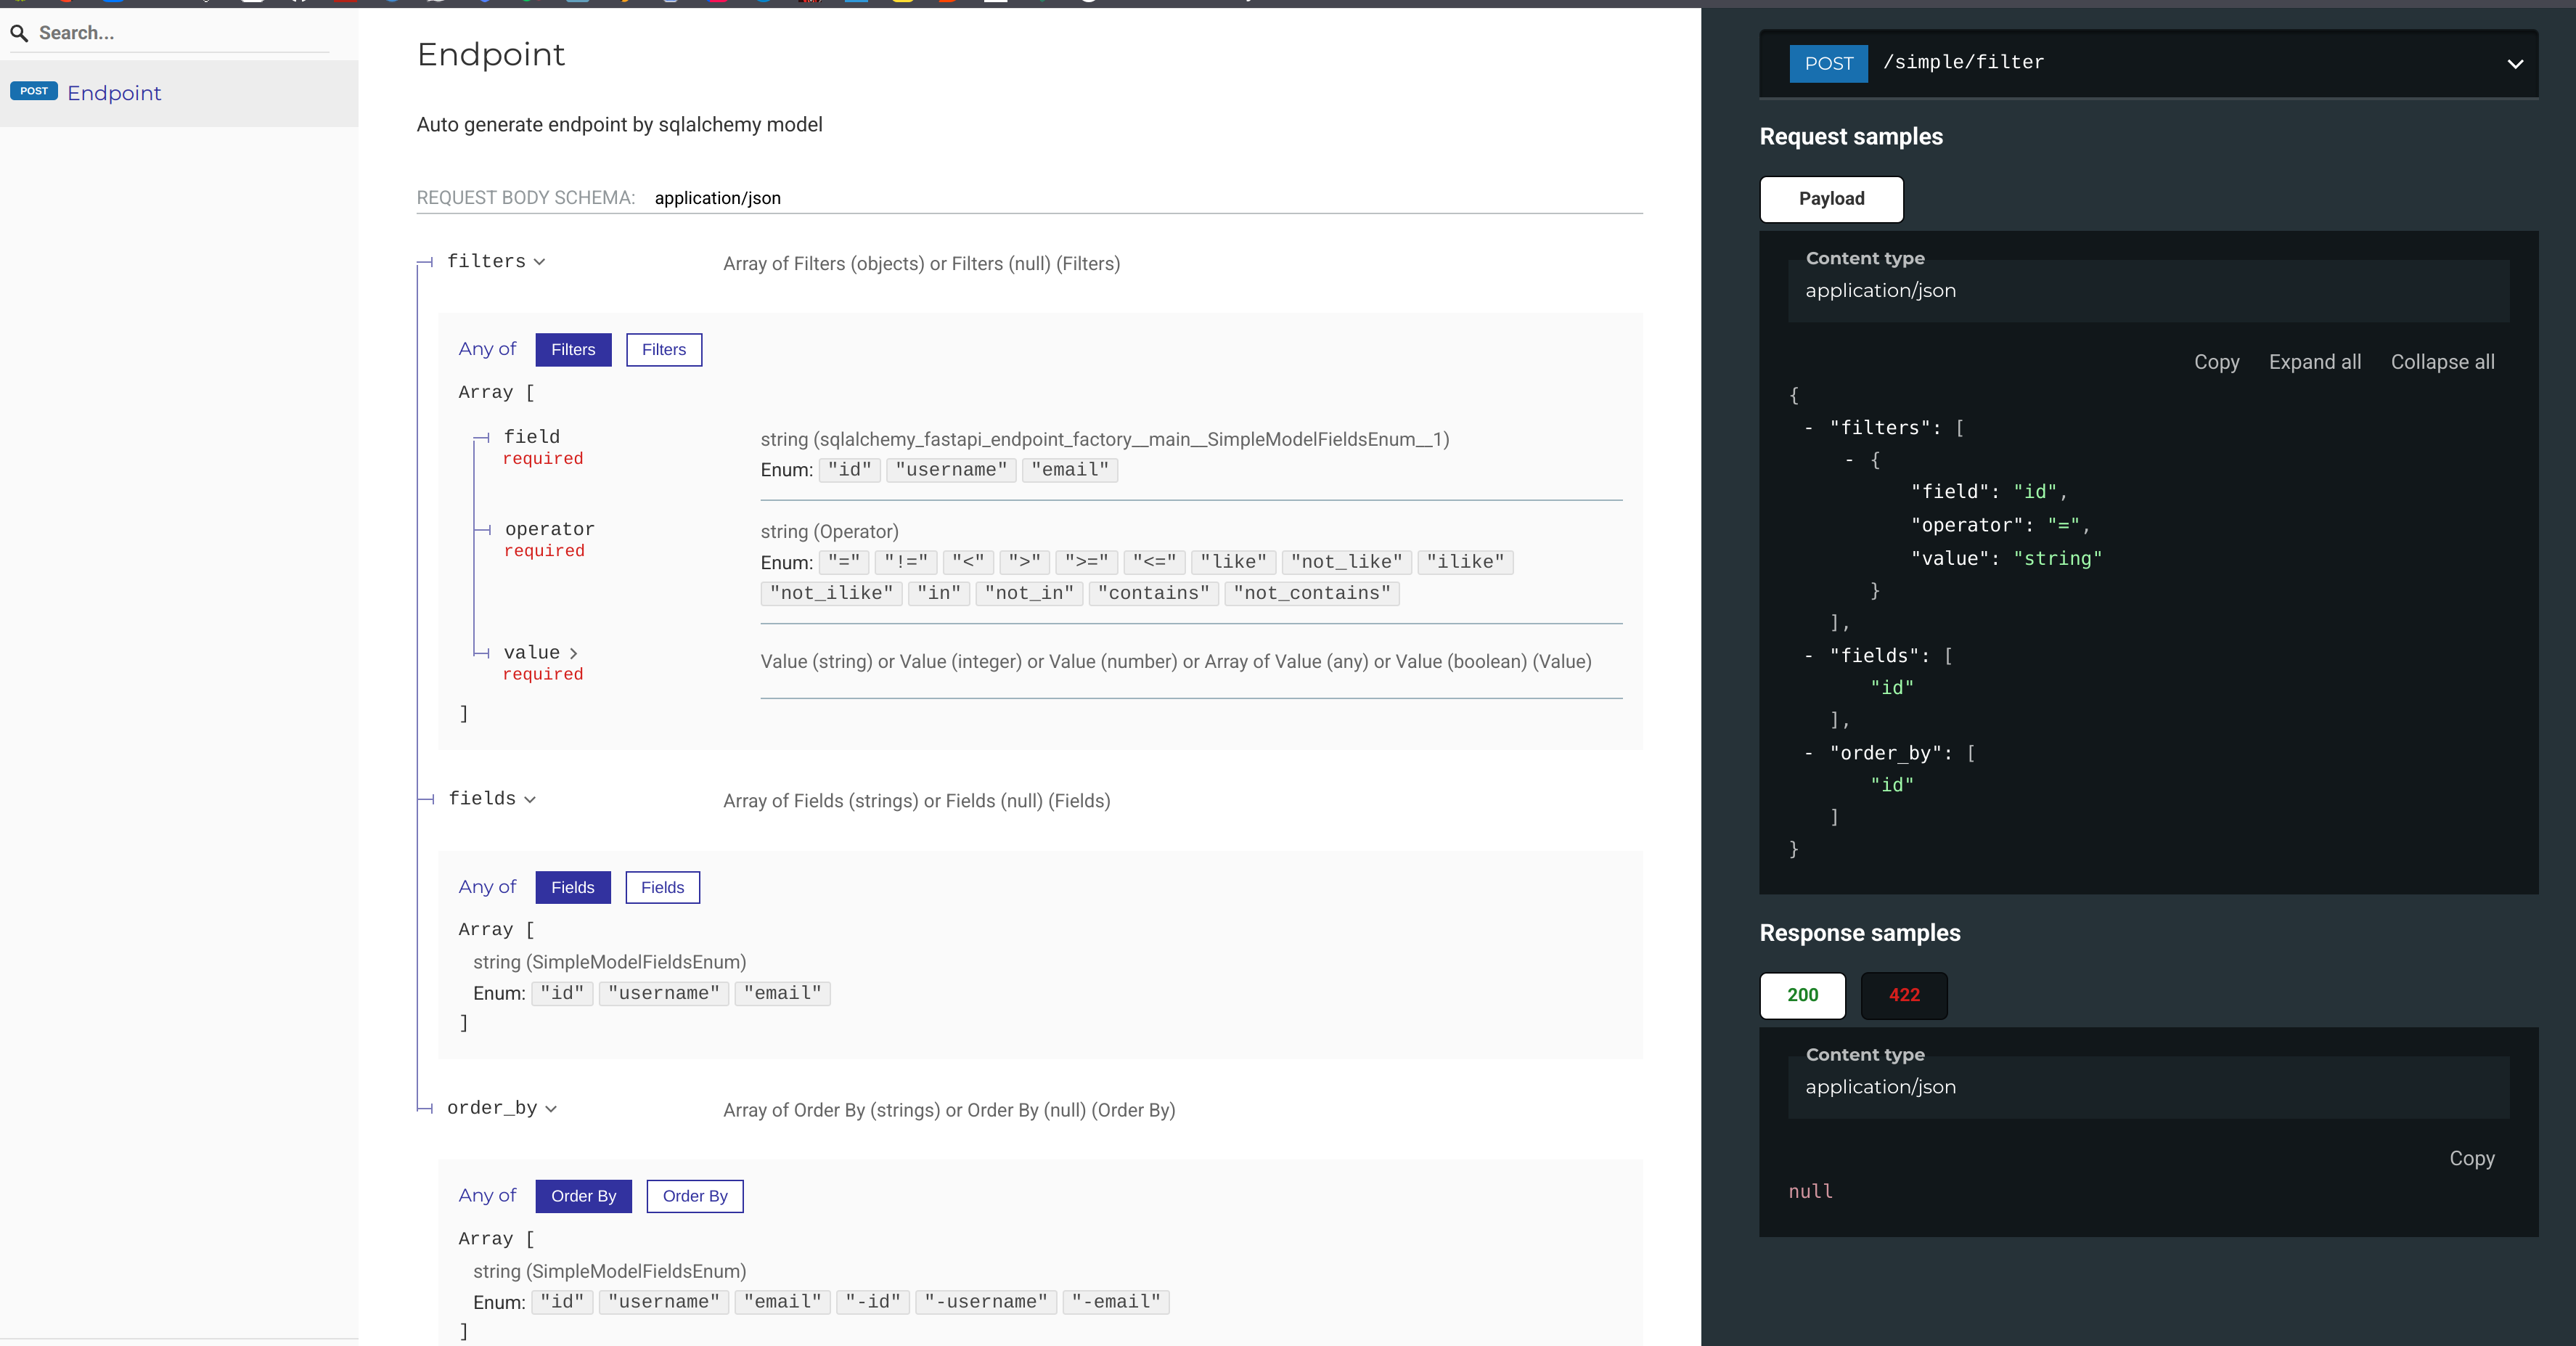 Search...
POST Endpoint
Endpoint
Auto generate endpoint by sqlalchemy model
REQUEST BODY SCHEMA: application/json
filters Array of Filters (objects) or Filters (null) (Filters)
Any of Filters Filters
Array [
field string (sqlalchemy_fastapi_endpoint_factory__main__SimpleModelFieldsEnum__1)
required
Enum: "id" "username" "email"
operator string (Operator)
required
Enum: "=" "!=" "<" ">" ">=" "<=" "like" "not_like" "ilike"
"not_ilike" "in" "not_in" "contains" "not_contains"
value Value (string) or Value (integer) or Value (number) or Array of Value (any) or Value (boolean) (Value)
required
]
fields Array of Fields (strings) or Fields (null) (Fields)
Any of Fields Fields
Array [
string (SimpleModelFieldsEnum)
Enum: "id" "username" "email"
]
order_by Array of Order By (strings) or Order By (null) (Order By)
Any of Order By Order By
Array [
string (SimpleModelFieldsEnum)
Enum: "id" "username" "email" "-id" "-username" "-email"
]
POST /simple/filter
Request samples
Payload
Content type
application/json
Copy Expand all Collapse all
{
- "filters": [
- {
"field": "id",
"operator": "=",
"value": "string"
}
],
- "fields": [
"id"
],
- "order_by": [
"id"
]
}
Response samples
200 422
Content type
application/json
Copy
null